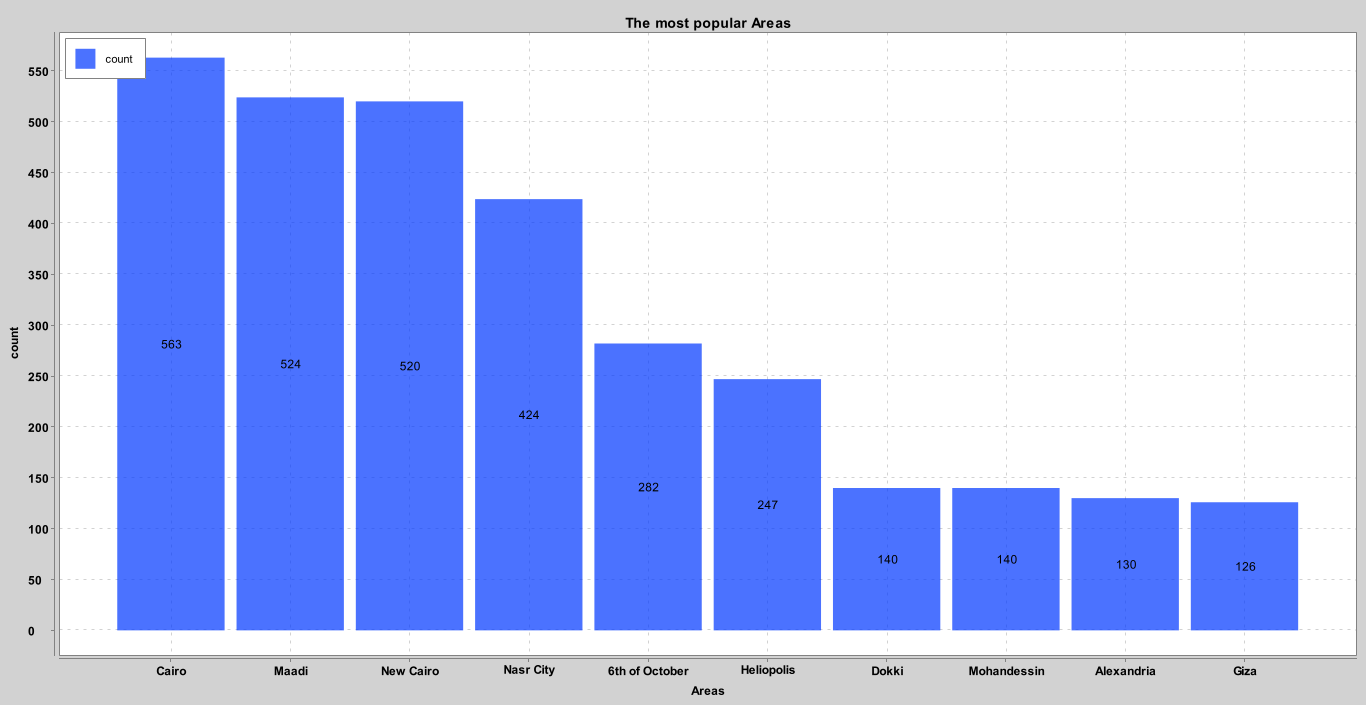 The most popular Areas
count
550
500
450
400
350
300
250
200
150
100
50
0
count
563
524
520
424
282
247
140
140
130
126
Cairo
Maadi
New Cairo
Nasr City
6th of October
Heliopolis
Dokki
Mohandessin
Alexandria
Giza
Areas